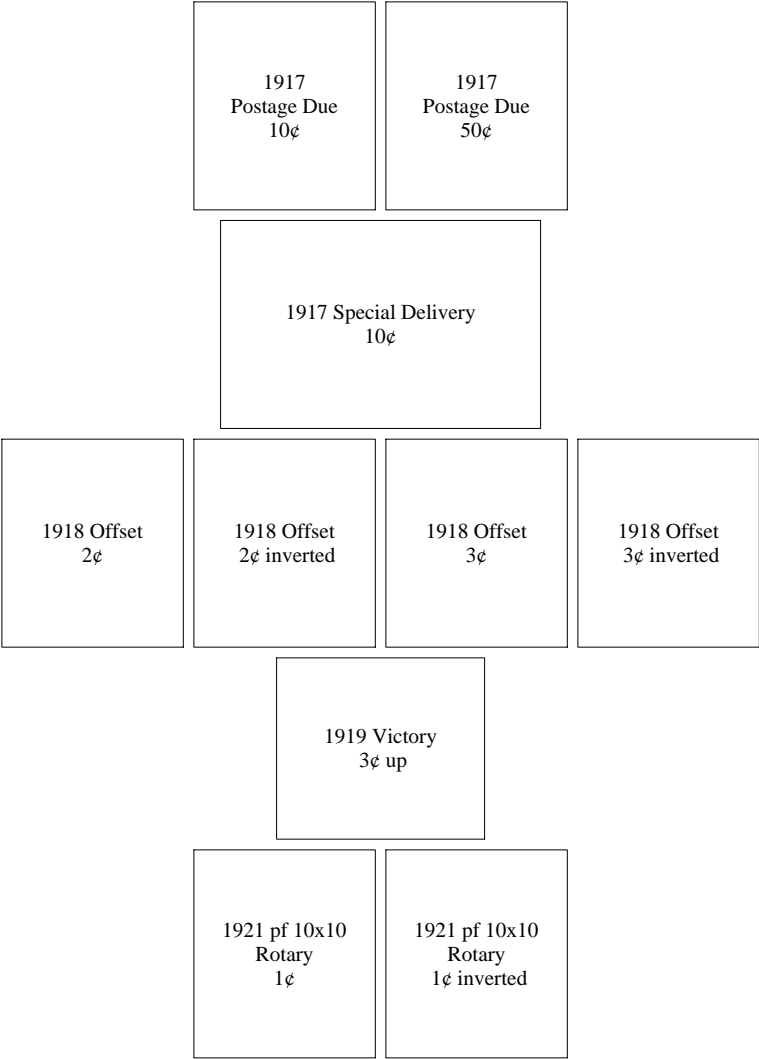 1917
Postage Due
10¢
1917
Postage Due
50¢
1917 Special Delivery
10¢
1918 Offset
2¢
1918 Offset
2¢ inverted
1918 Offset
3¢
1918 Offset
3¢ inverted
1919 Victory
3¢ up
1921 pf 10x10
Rotary
1¢
1921 pf 10x10
Rotary
1¢ inverted